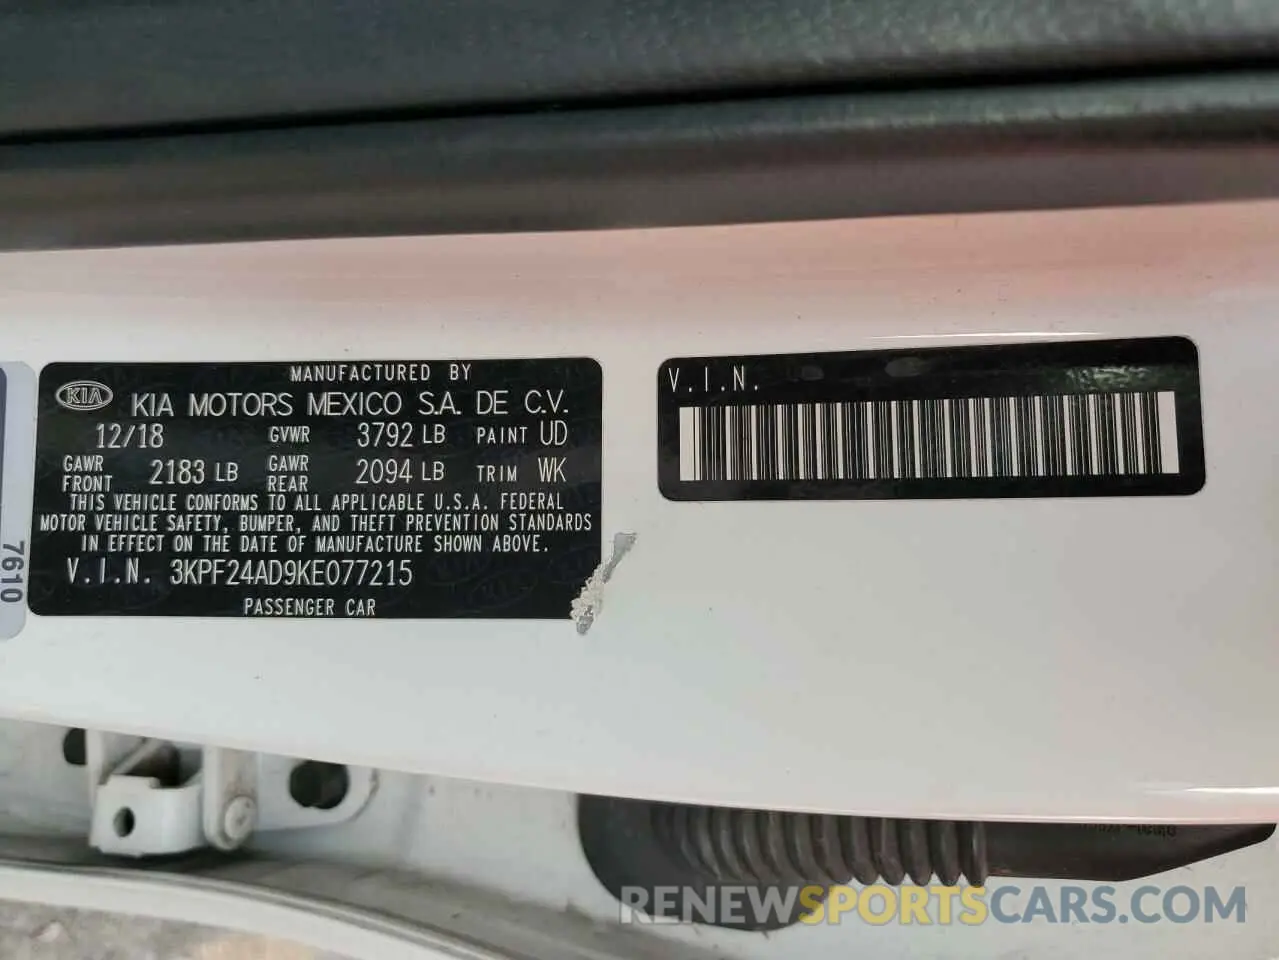 MANUFACTURED BY
KIA KIA MOTORS MEXICO S.A. DE C.V.
12/18 GVWR 3792 LB PAINT UD
GAWR FRONT 2183 LB GAWR REAR 2094 LB TRIM WK
THIS VEHICLE CONFORMS TO ALL APPLICABLE U.S.A. FEDERAL
MOTOR VEHICLE SAFETY, BUMPER, AND THEFT PREVENTION STANDARDS
IN EFFECT ON THE DATE OF MANUFACTURE SHOWN ABOVE.
V.I.N. 3KPF24AD9KE077215
PASSENGER CAR
V.I.N.
7610
RENEWSPORTSCARS.COM